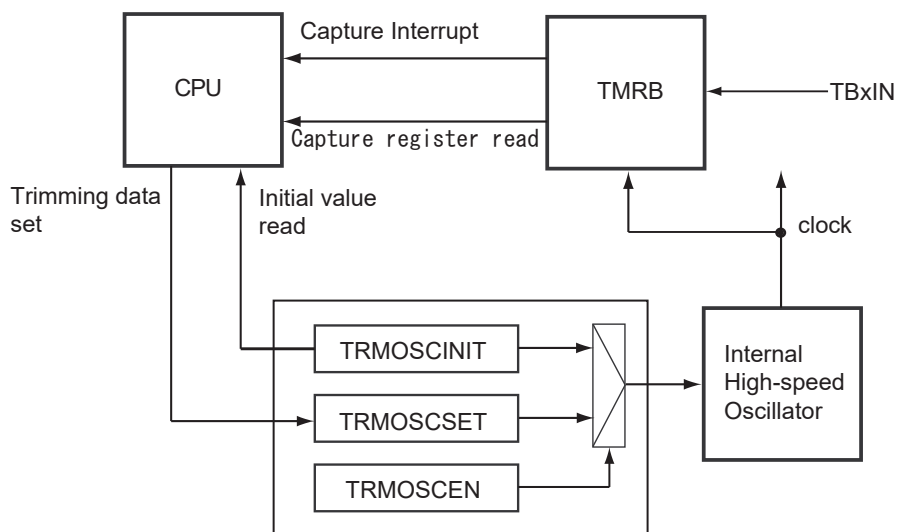 Capture Interrupt
CPU
TMRB
TBxIN
Capture register read
Trimming data
set
Initial value
read
clock
TRMOSCINIT
TRMOSCSET
TRMOSCEN
Internal
High-speed
Oscillator